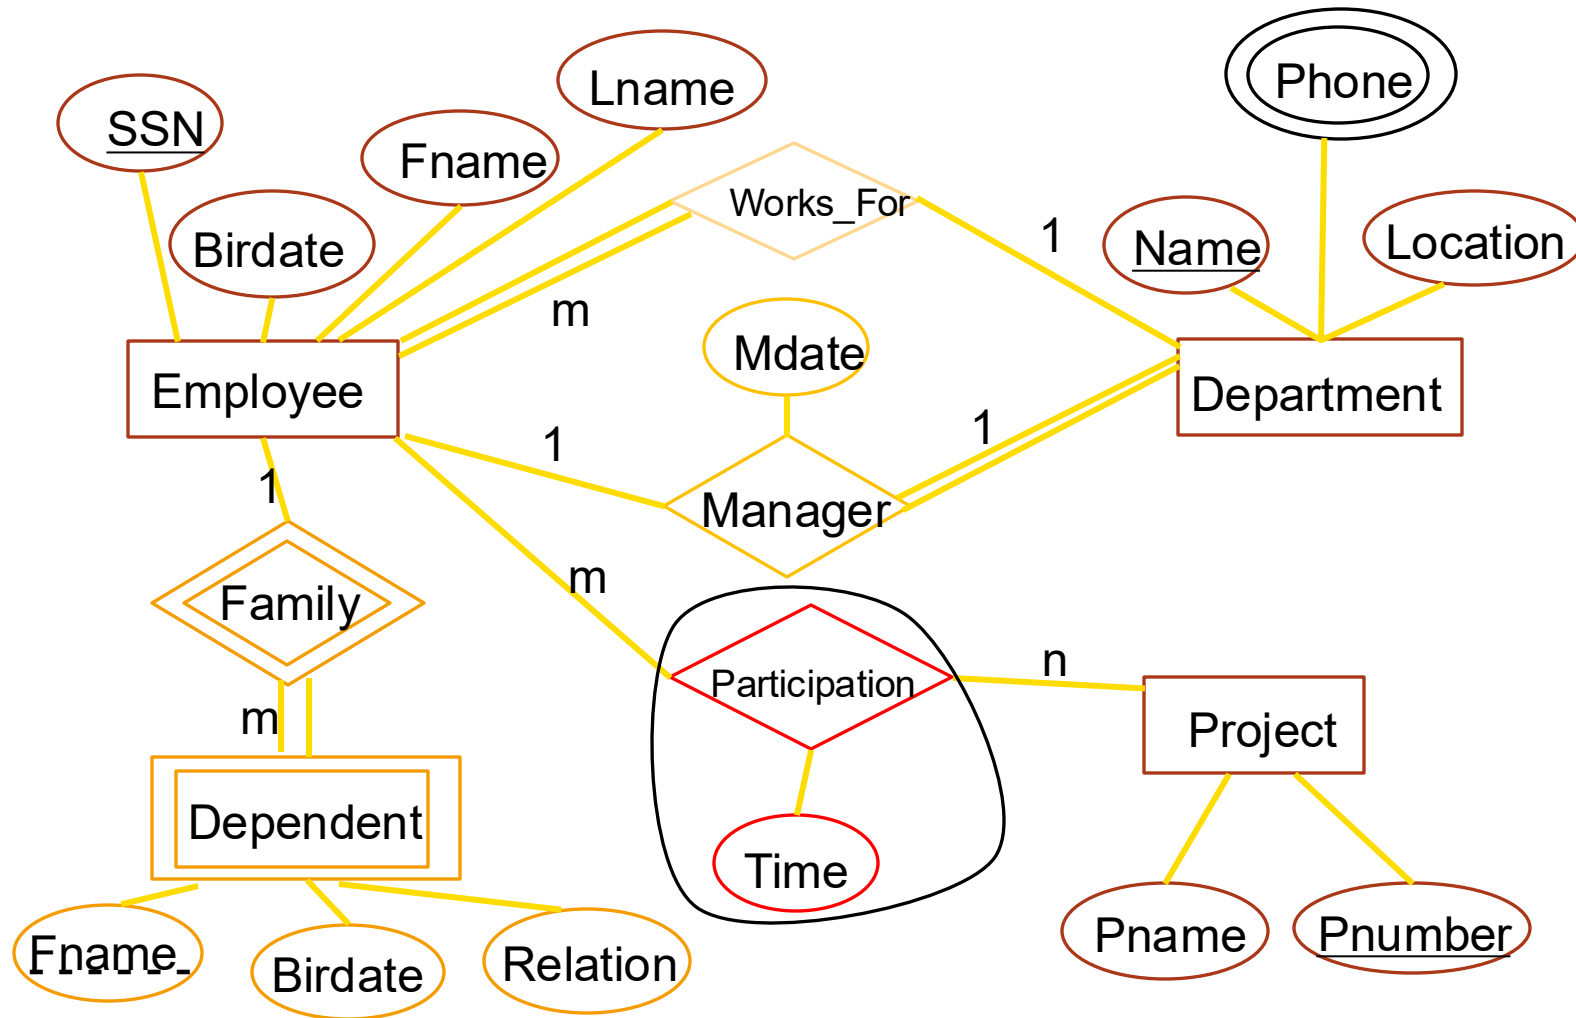 Lname
Phone
SSN
Fname
Works_For
Birdate
1
Name
Location
m
Mdate
Employee
Department
1
1
1
Manager
m
Family
n
Participation
m
Project
Dependent
Time
Fname
Birdate
Relation
Pname
Pnumber